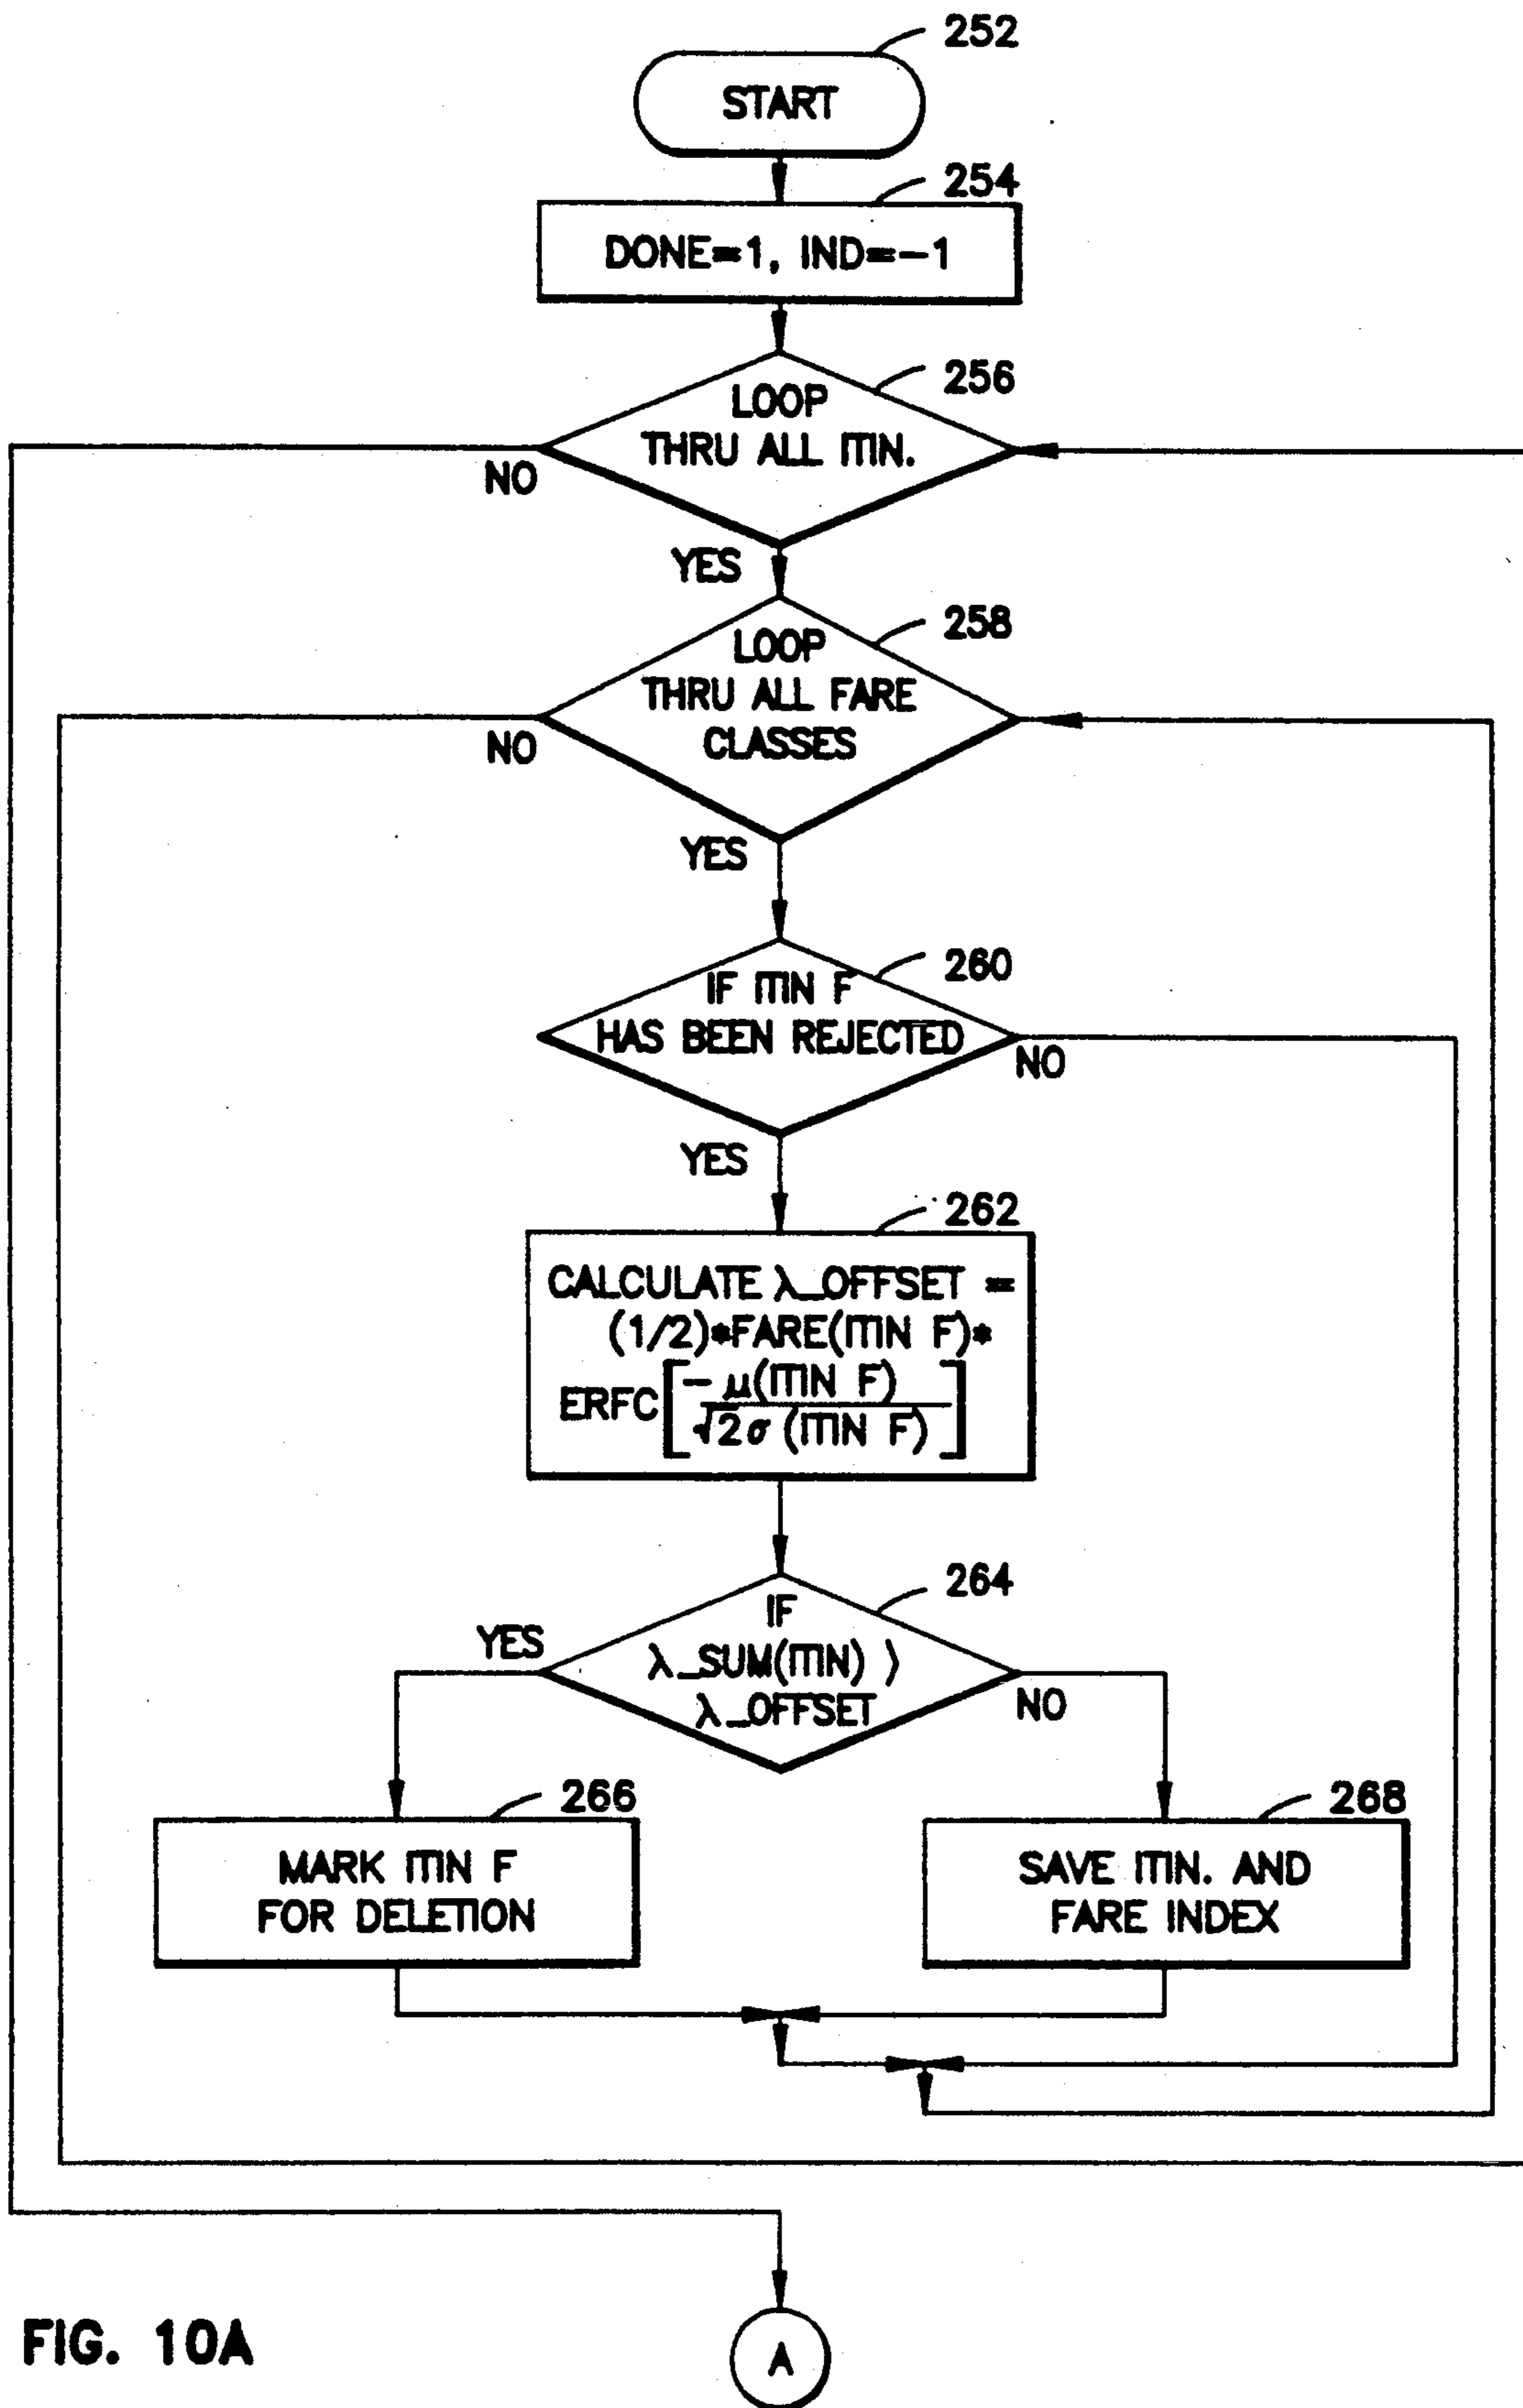 252
START
254
DONE=1, IND=-1
256
LOOP
THRU ALL ITIN.
NO
YES
258
LOOP
THRU ALL FARE
CLASSES
NO
YES
260
IF ITIN F
HAS BEEN REJECTED
NO
YES
262
CALCULATE λ_OFFSET =
(1/2)*FARE(ITIN F)*
ERFC[-μ(ITIN F)
√2σ (ITIN F)]
264
IF
λ_SUM(ITIN) >
λ_OFFSET
YES
NO
266
MARK ITIN F
FOR DELETION
268
SAVE ITIN. AND
FARE INDEX
FIG. 10A
A